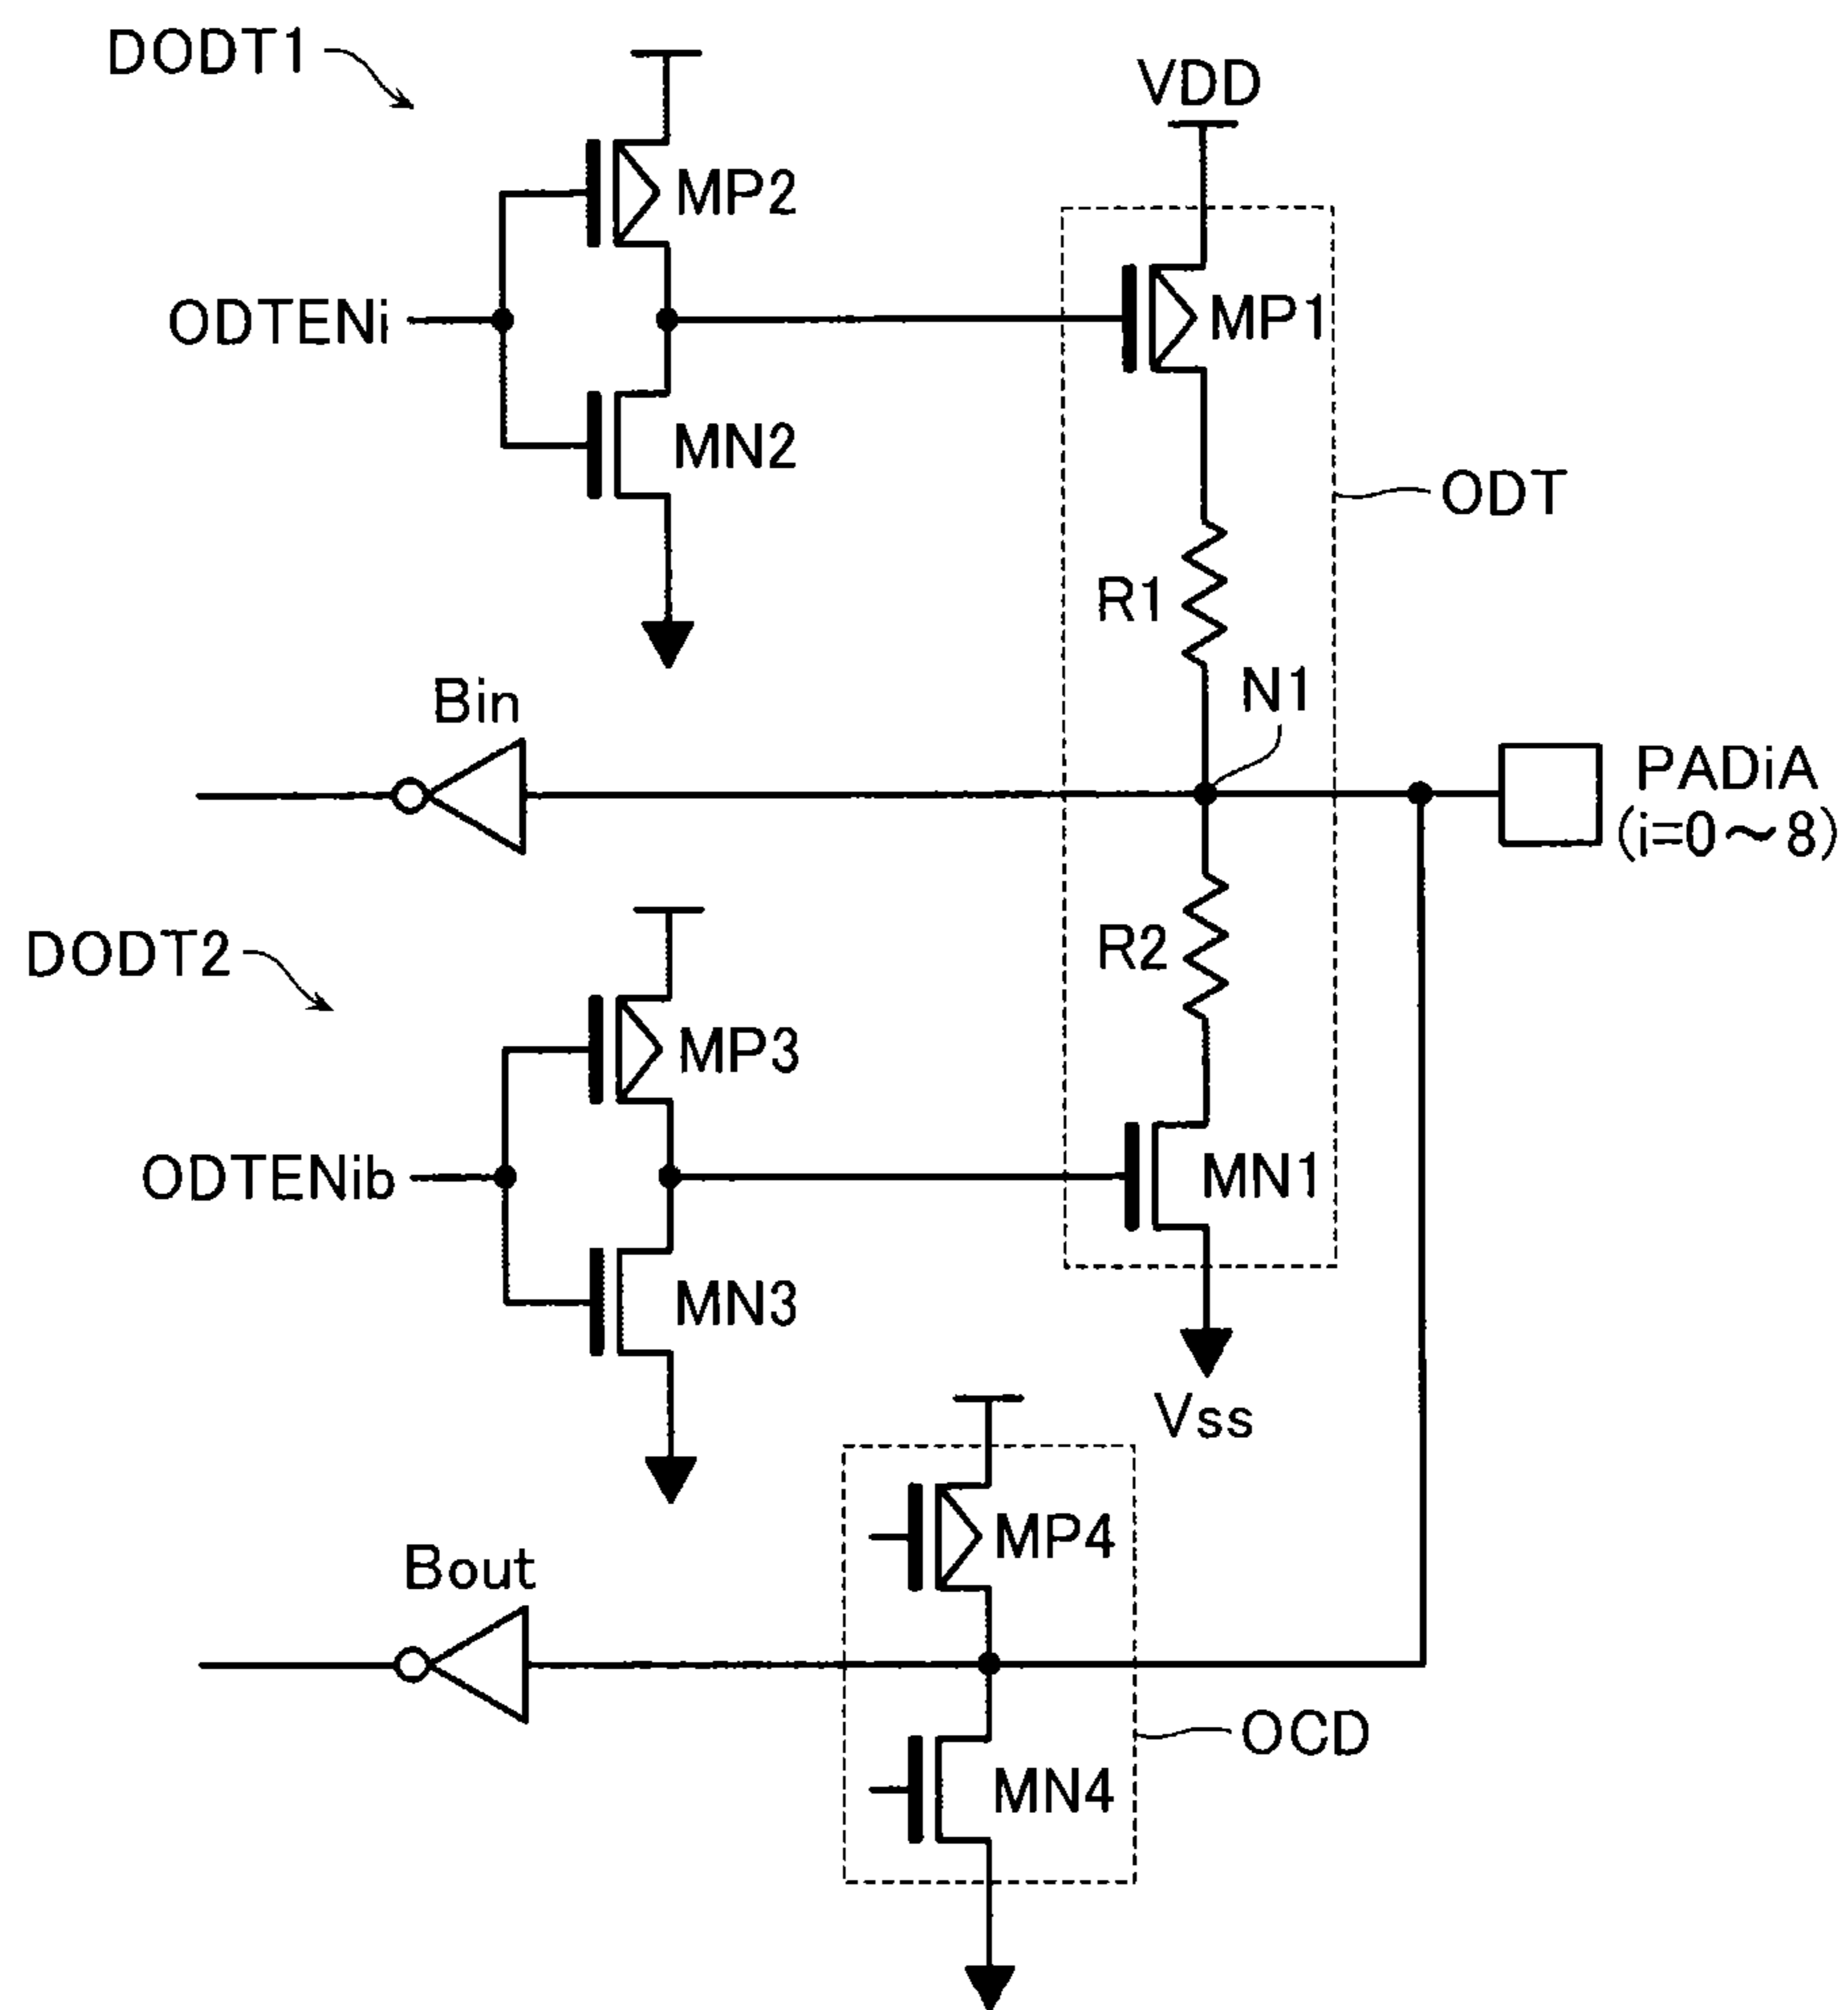 DODT1
VDD
MP2
ODTENi
MP1
MN2
ODT
R1
Bin
N1
PADiA
(i=0～8)
DODT2
R2
MP3
ODTENib
MN1
MN3
Vss
MP4
Bout
OCD
MN4